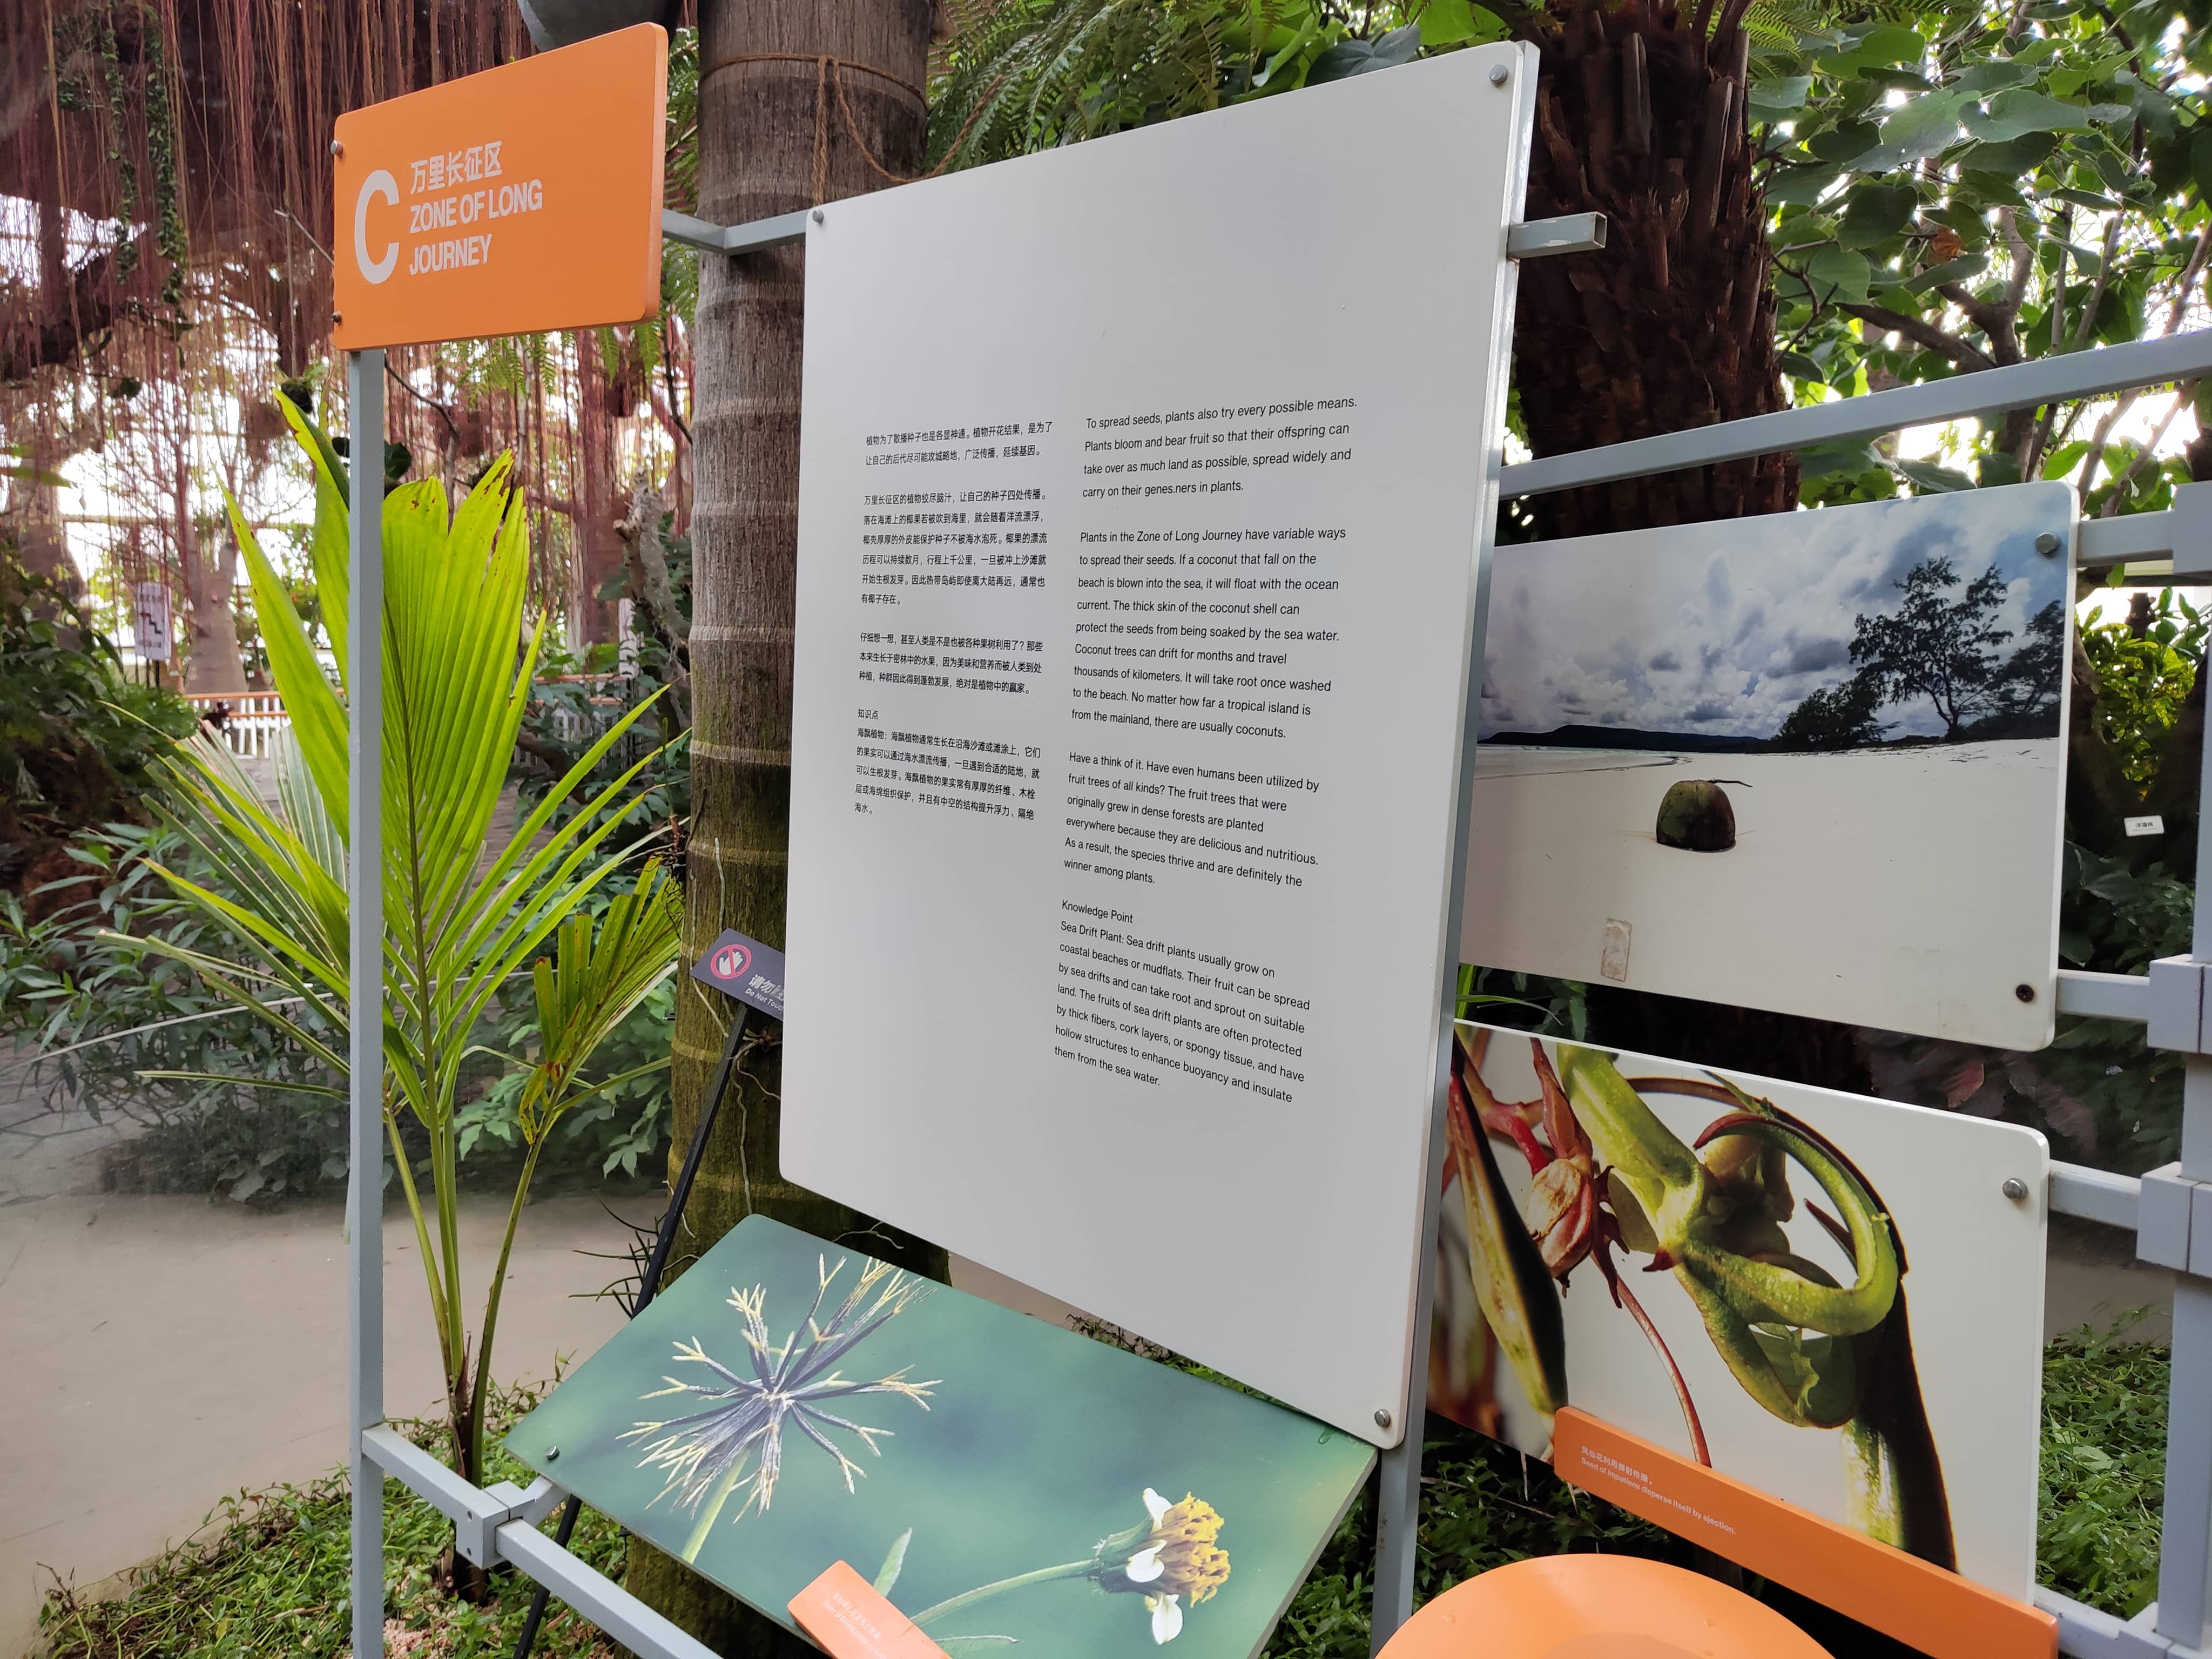 C
万里长征区
ZONE OF LONG
JOURNEY
植物为了散播种子也是各显神通。植物开花结果，是为了
让自己的后代尽可能攻城略地，广泛传播，延续基因。
万里长征区的植物绞尽脑汁，让自己的种子四处传播。
落在海滩上的椰果若被吹到海里，就会随着洋流漂浮，
椰壳厚厚的外皮能保护种子不被海水泡死。椰果的漂流
历程可以持续数月，行程上千公里，一旦被冲上沙滩就
开始生根发芽。因此热带岛屿即使离大陆再远，通常也
有椰子存在。
仔细想一想，甚至人类是不是也被各种果树利用了？那些
本来生长于密林中的水果，因为美味和营养而被人类到处
种植，种群因此得到蓬勃发展，绝对是植物中的赢家。
知识点
海飘植物：海飘植物通常生长在沿海沙滩或滩涂上，它们
的果实可以通过海水漂流传播，一旦遇到合适的陆地，就
可以生根发芽。海飘植物的果实常有厚厚的纤维、木栓
层或海绵组织保护，并且有中空的结构提升浮力、隔绝
海水。
To spread seeds, plants also try every possible means.
Plants bloom and bear fruit so that their offspring can
take over as much land as possible, spread widely and
carry on their genes.ners in plants.
Plants in the Zone of Long Journey have variable ways
to spread their seeds. If a coconut that fall on the
beach is blown into the sea, it will float with the ocean
current. The thick skin of the coconut shell can
protect the seeds from being soaked by the sea water.
Coconut trees can drift for months and travel
thousands of kilometers. It will take root once washed
to the beach. No matter how far a tropical island is
from the mainland, there are usually coconuts.
Have a think of it. Have even humans been utilized by
fruit trees of all kinds? The fruit trees that were
originally grew in dense forests are planted
everywhere because they are delicious and nutritious.
As a result, the species thrive and are definitely the
winner among plants.
Knowledge Point
Sea Drift Plant: Sea drift plants usually grow on
coastal beaches or mudflats. Their fruit can be spread
by sea drifts and can take root and sprout on suitable
land. The fruits of sea drift plants are often protected
by thick fibers, cork layers, or spongy tissue, and have
hollow structures to enhance buoyancy and insulate
them from the sea water.
请勿
Do Not Touch
凤仙花利用弹射传播。
Seed of Impatiens disperse itself by ejection.